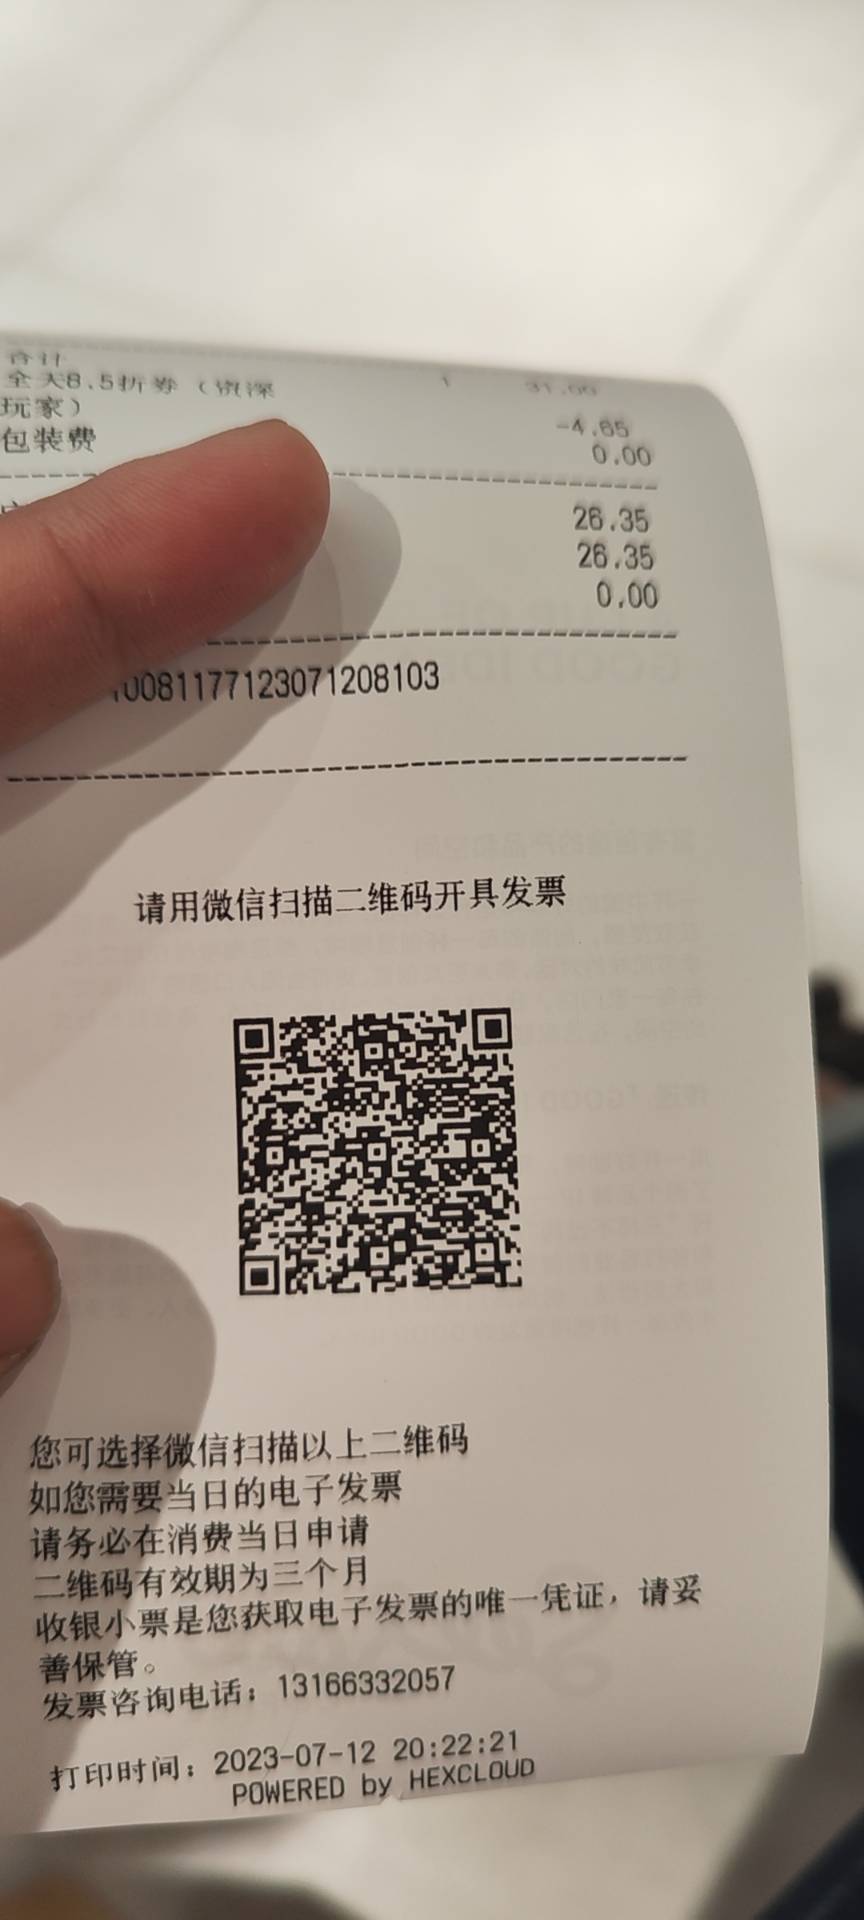 合计 1 31.00
全天8.5折券（资深
玩家） -4.65
包装费 0.00
26.35
26.35
0.00
10081177123071208103
请用微信扫描二维码开具发票
您可选择微信扫描以上二维码
如您需要当日的电子发票
请务必在消费当日申请
二维码有效期为三个月
收银小票是您获取电子发票的唯一凭证，请妥
善保管。
发票咨询电话：13166332057
打印时间：2023-07-12 20:22:21
POWERED by HEXCLOUD